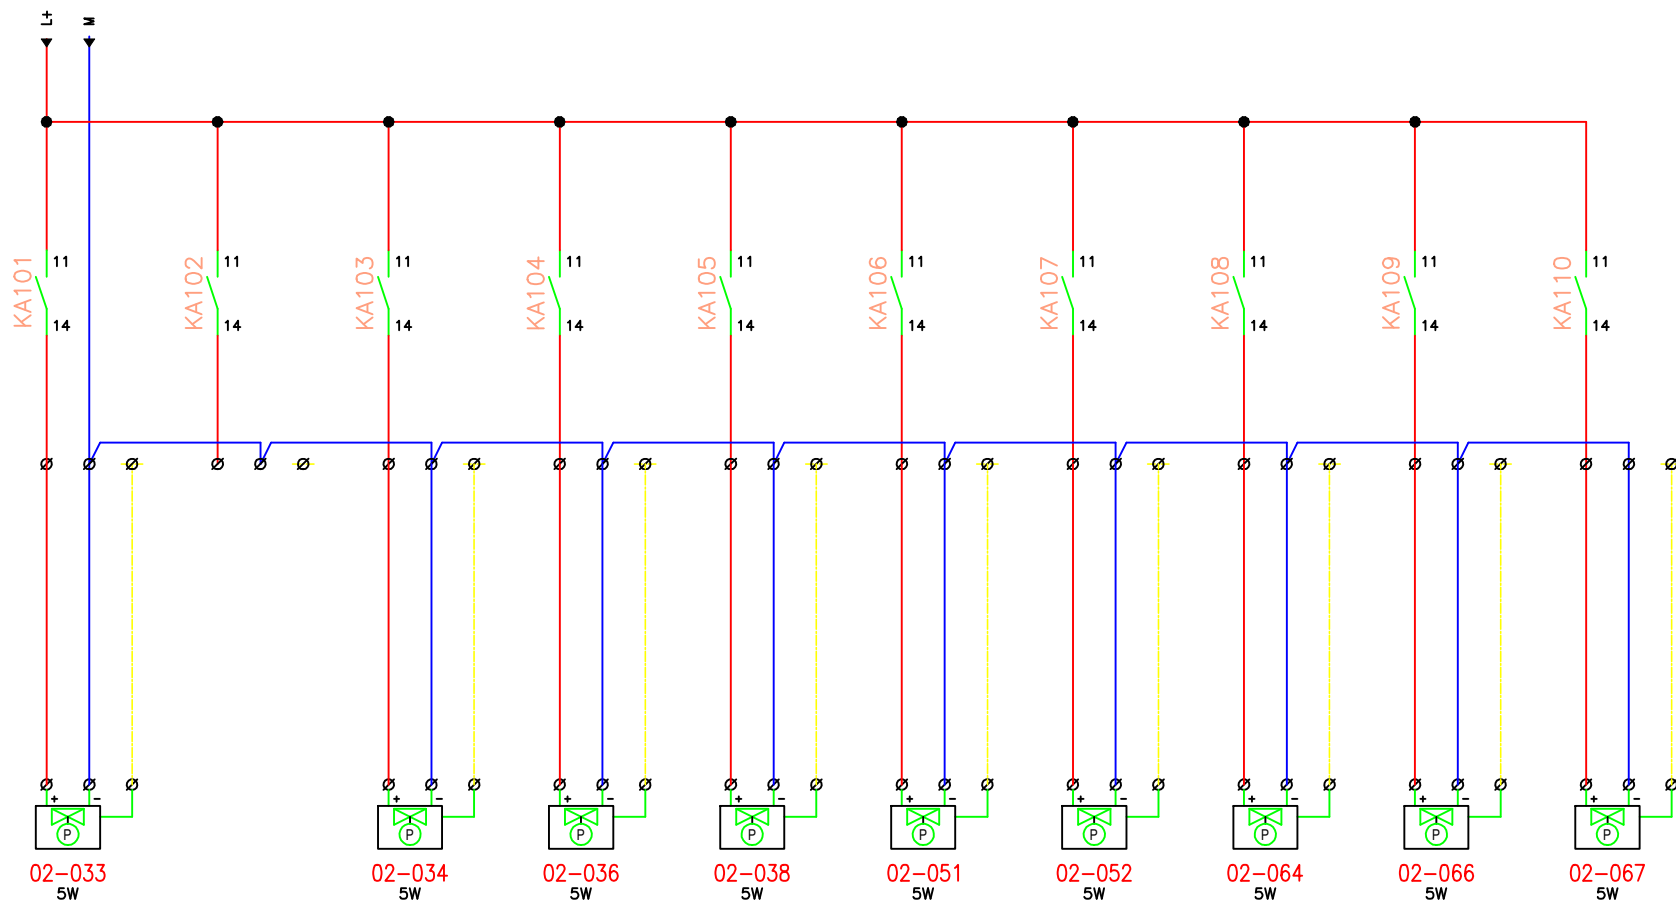 L+ M
KA101 KA102 KA103 KA104 KA105 KA106 KA107 KA108 KA109 KA110
11 11 11 11 11 11 11 11 11 11
14 14 14 14 14 14 14 14 14 14
+ − + − + − + − + − + − + − + − + −
P P P P P P P P P
02-033 02-034 02-036 02-038 02-051 02-052 02-064 02-066 02-067
5W 5W 5W 5W 5W 5W 5W 5W 5W